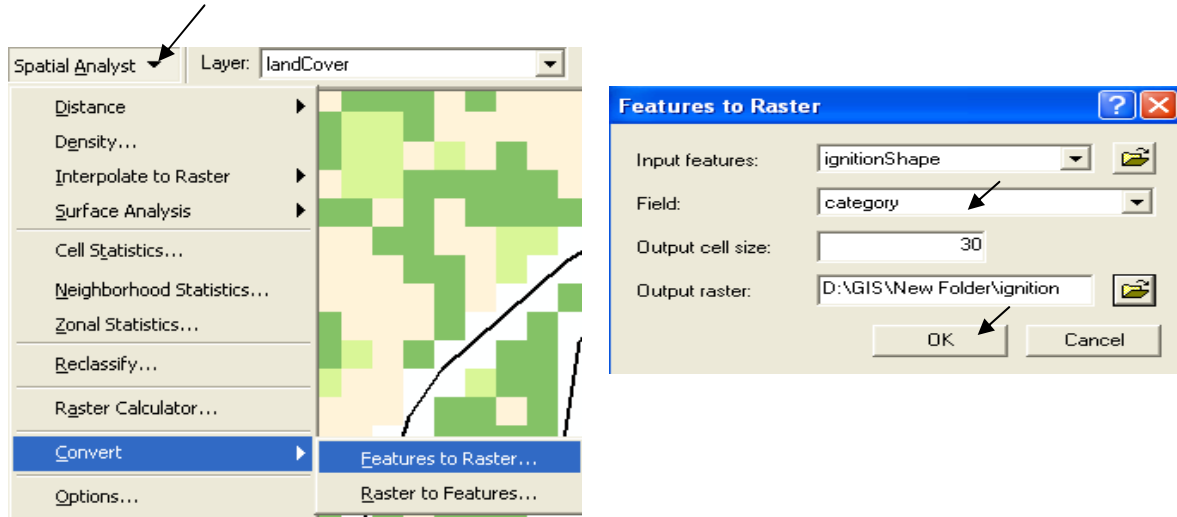 Spatial Analyst Layer: landCover
Distance
Density...
Interpolate to Raster
Surface Analysis
Cell Statistics...
Neighborhood Statistics...
Zonal Statistics...
Reclassify...
Raster Calculator...
Convert
Options...
Features to Raster...
Raster to Features...
Features to Raster
Input features: ignitionShape
Field: category
Output cell size: 30
Output raster: D:\GIS\New Folder\ignition
OK Cancel